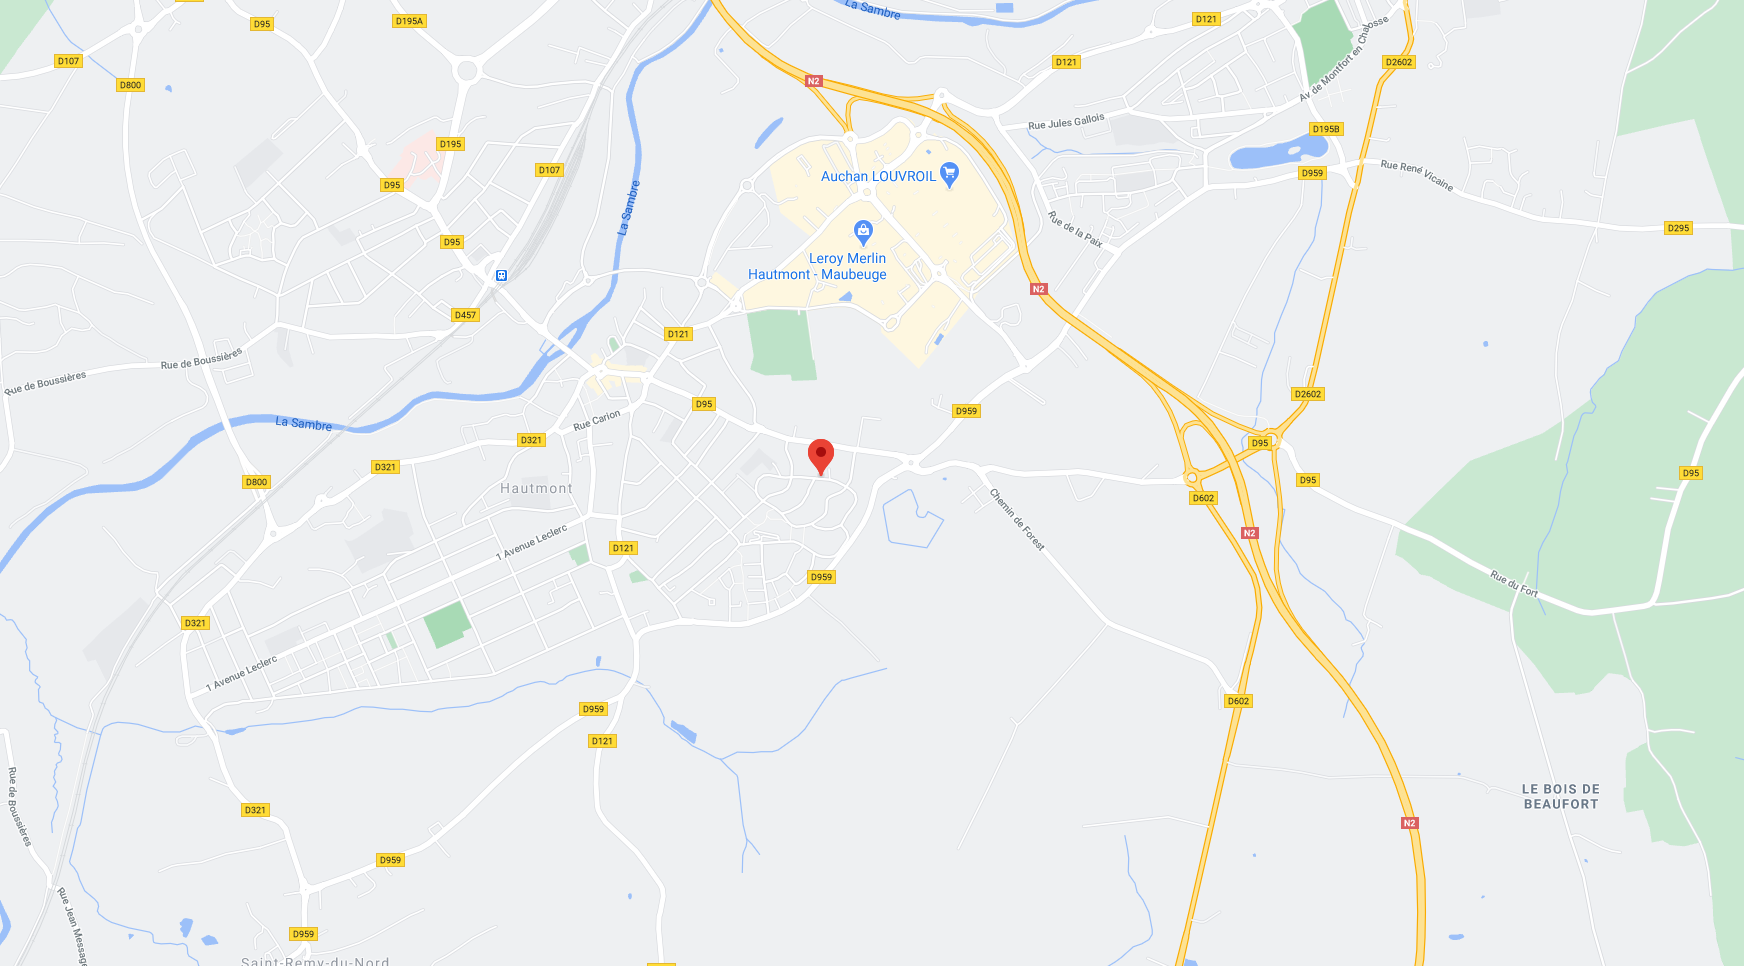 D95
D195A
La Sambre
D121
D107
D121
D2602
Av de Montfort en Chaosse
D800
N2
Rue Jules Gallois
D195B
D195
D107
Auchan LOUVROIL
D959
Rue René Vicaine
D95
La Sambre
Rue de la Paix
D295
D95
Leroy Merlin
Hautmont - Maubeuge
N2
D457
D121
Rue de Boussières
Rue de Boussières
D2602
D95
D959
La Sambre
Rue Carion
D321
D95
D321
D800
Hautmont
D95
D95
D602
Chemin de Forest
N2
1 Avenue Leclerc
D121
D959
Rue du Fort
D321
1 Avenue Leclerc
D602
D959
D121
Rue de Boussières
LE BOIS DE
BEAUFORT
D321
N2
D959
Rue Jean Message
D959
Saint-Remy-du-Nord